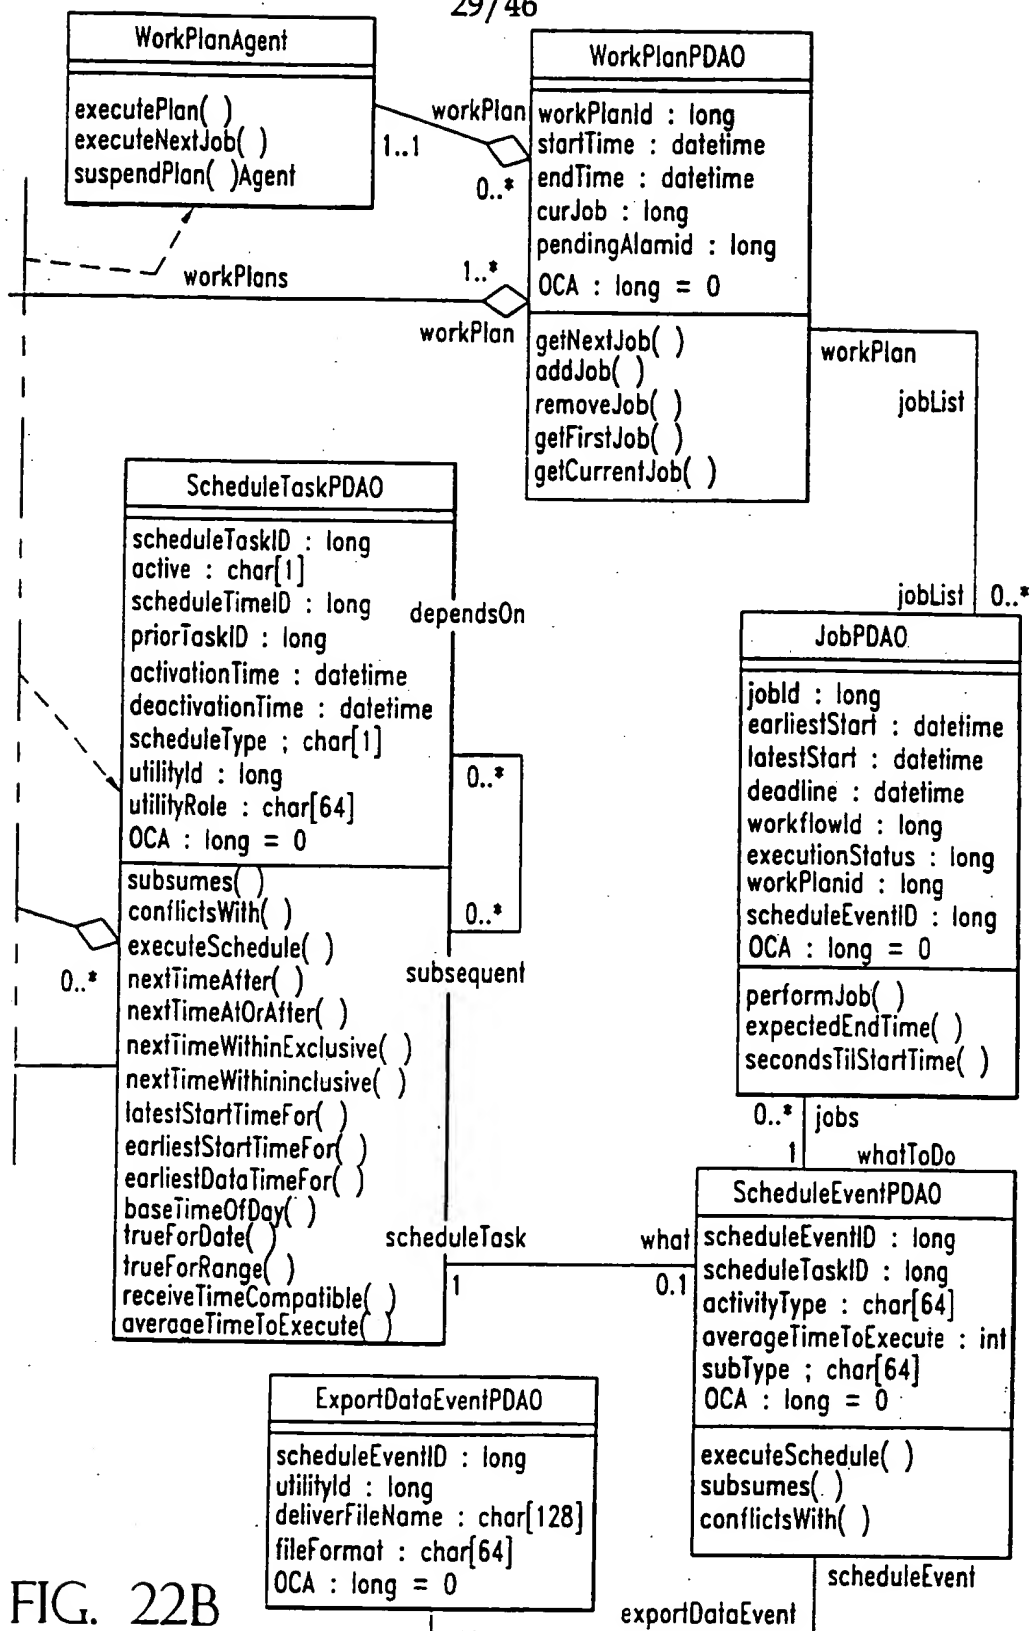 29/46
WorkPlanAgent
executePlan( )
executeNextJob( )
suspendPlan( )Agent
workPlan
1..1
0..*
WorkPlanPDAO
workPlanId : long
startTime : datetime
endTime : datetime
curJob : long
pendingAlamid : long
OCA : long = 0
getNextJob( )
addJob( )
removeJob( )
getFirstJob( )
getCurrentJob( )
workPlans
1..*
workPlan
workPlan
jobList
jobList
0..*
ScheduleTaskPDAO
scheduleTaskID : long
active : char[1]
scheduleTimeID : long
priorTaskID : long
activationTime : datetime
deactivationTime : datetime
scheduleType ; char[1]
utilityId : long
utilityRole : char[64]
OCA : long = 0
subsumes( )
conflictsWith( )
executeSchedule( )
nextTimeAfter( )
nextTimeAtOrAfter( )
nextTimeWithinExclusive( )
nextTimeWithininclusive( )
latestStartTimeFor( )
earliestStartTimeFor( )
earliestDataTimeFor( )
baseTimeOfDay( )
trueForDate( )
trueForRange( )
receiveTimeCompatible( )
averageTimeToExecute( )
0..*
dependsOn
0..*
0..*
subsequent
JobPDAO
jobId : long
earliestStart : datetime
latestStart : datetime
deadline : datetime
workflowId : long
executionStatus : long
workPlanid : long
scheduleEventID : long
OCA : long = 0
performJob( )
expectedEndTime( )
secondsTilStartTime( )
0..*
jobs
1
whatToDo
scheduleTask
1
what
0.1
ScheduleEventPDAO
scheduleEventID : long
scheduleTaskID : long
activityType : char[64]
averageTimeToExecute : int
subType ; char[64]
OCA : long = 0
executeSchedule( )
subsumes( )
conflictsWith( )
ExportDataEventPDAO
scheduleEventID : long
utilityId : long
deliverFileName : char[128]
fileFormat : char[64]
OCA : long = 0
scheduleEvent
exportDataEvent
FIG. 22B